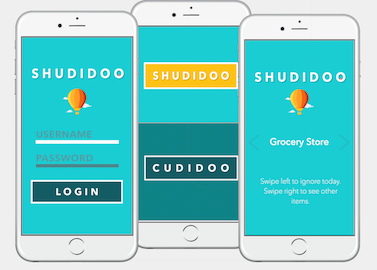 SHUDIDOO
USERNAME
PASSWORD
LOGIN
SHUDIDOO
CUDIDOO
SHUDIDOO
Grocery Store
Swipe left to ignore today.
Swipe right to see other
items.